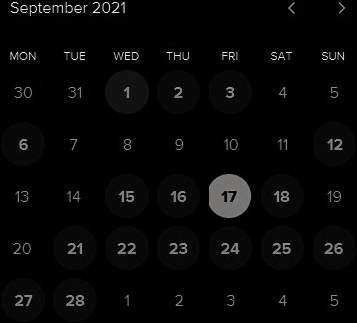 September 2021
MON TUE WED THU FRI SAT SUN
30 31 1 2 3 4 5
6 7 8 9 10 11 12
13 14 15 16 17 18 19
20 21 22 23 24 25 26
27 28 1 2 3 4 5